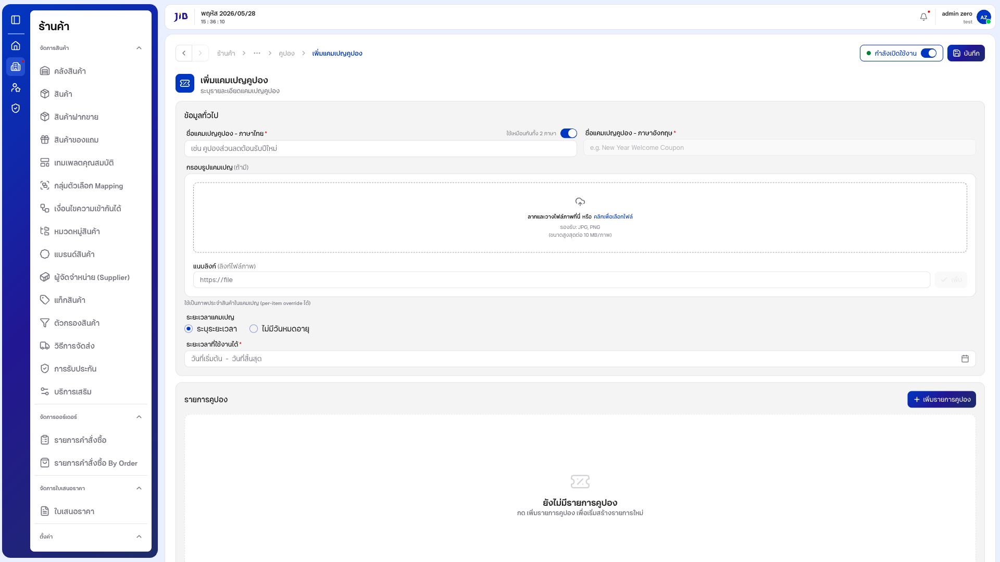 ร้านค้า
จัดการสินค้า
คลังสินค้า
สินค้า
สินค้าฝากขาย
สินค้าของแถม
เทมเพลตคุณสมบัติ
กลุ่มตัวเลือก Mapping
เงื่อนไขความเข้ากันได้
หมวดหมู่สินค้า
แบรนด์สินค้า
ผู้จัดจำหน่าย (Supplier)
แท็กสินค้า
ตัวกรองสินค้า
วิธีการจัดส่ง
การรับประกัน
บริการเสริม
จัดการออร์เดอร์
รายการคำสั่งซื้อ
รายการคำสั่งซื้อ By Order
จัดการใบเสนอราคา
ใบเสนอราคา
ตั้งค่า
JIB
พฤหัส 2026/05/28
15 : 36 : 10
admin zero
test
AZ
ร้านค้า > ... > คูปอง > เพิ่มแคมเปญคูปอง
กำลังเปิดใช้งาน
บันทึก
เพิ่มแคมเปญคูปอง
ระบุรายละเอียดแคมเปญคูปอง
ข้อมูลทั่วไป
ชื่อแคมเปญคูปอง - ภาษาไทย*
ใช้เหมือนกันทั้ง 2 ภาษา
ชื่อแคมเปญคูปอง - ภาษาอังกฤษ*
เช่น คูปองส่วนลดต้อนรับปีใหม่
e.g. New Year Welcome Coupon
กรอบรูปแคมเปญ (ถ้ามี)
ลากและวางไฟล์ภาพที่นี่ หรือ คลิกเพื่อเลือกไฟล์
รองรับ: JPG, PNG
(ขนาดสูงสุดต่อ 10 MB/ภาพ)
แนบลิงก์ (ลิงก์ไฟล์ภาพ)
https://file
เพิ่ม
ใช้เป็นภาพประจำสินค้าในแคมเปญ (per-item override ได้)
ระยะเวลาแคมเปญ
ระบุระยะเวลา
ไม่มีวันหมดอายุ
ระยะเวลาที่ใช้งานได้*
วันที่เริ่มต้น - วันที่สิ้นสุด
รายการคูปอง
เพิ่มรายการคูปอง
ยังไม่มีรายการคูปอง
กด เพิ่มรายการคูปอง เพื่อเริ่มสร้างรายการใหม่